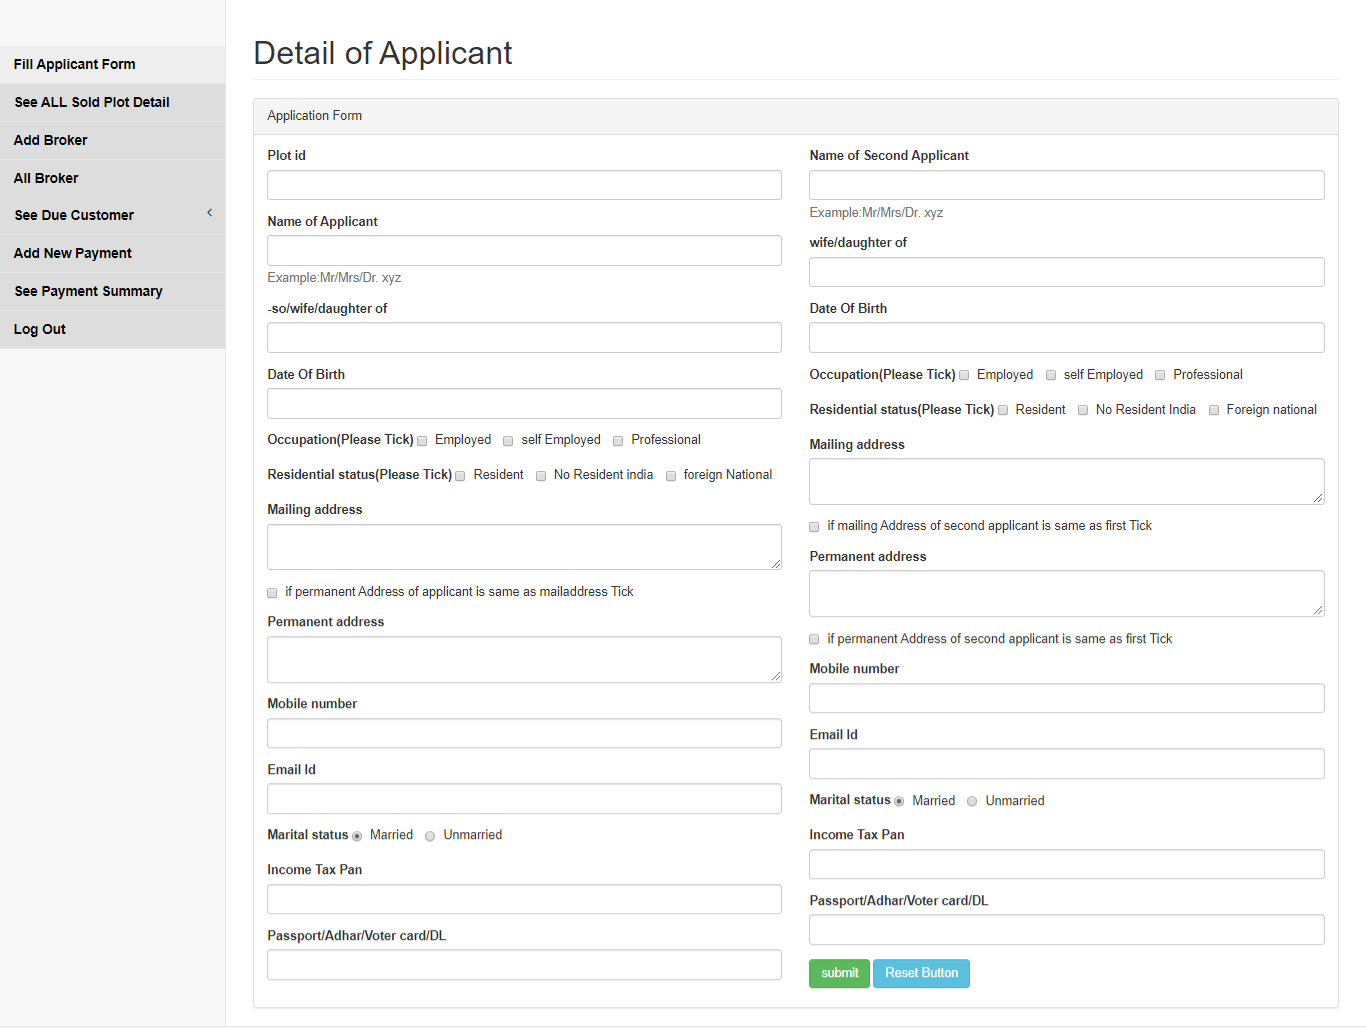 Fill Applicant Form
See ALL Sold Plot Detail
Add Broker
All Broker
See Due Customer
Add New Payment
See Payment Summary
Log Out
Detail of Applicant
Application Form
Plot id
Name of Applicant
Example:Mr/Mrs/Dr. xyz
-so/wife/daughter of
Date Of Birth
Occupation(Please Tick) Employed self Employed Professional
Residential status(Please Tick) Resident No Resident india foreign National
Mailing address
if permanent Address of applicant is same as mailaddress Tick
Permanent address
Mobile number
Email Id
Marital status Married Unmarried
Income Tax Pan
Passport/Adhar/Voter card/DL
Name of Second Applicant
Example:Mr/Mrs/Dr. xyz
wife/daughter of
Date Of Birth
Occupation(Please Tick) Employed self Employed Professional
Residential status(Please Tick) Resident No Resident India Foreign national
Mailing address
if mailing Address of second applicant is same as first Tick
Permanent address
if permanent Address of second applicant is same as first Tick
Mobile number
Email Id
Marital status Married Unmarried
Income Tax Pan
Passport/Adhar/Voter card/DL
submit Reset Button